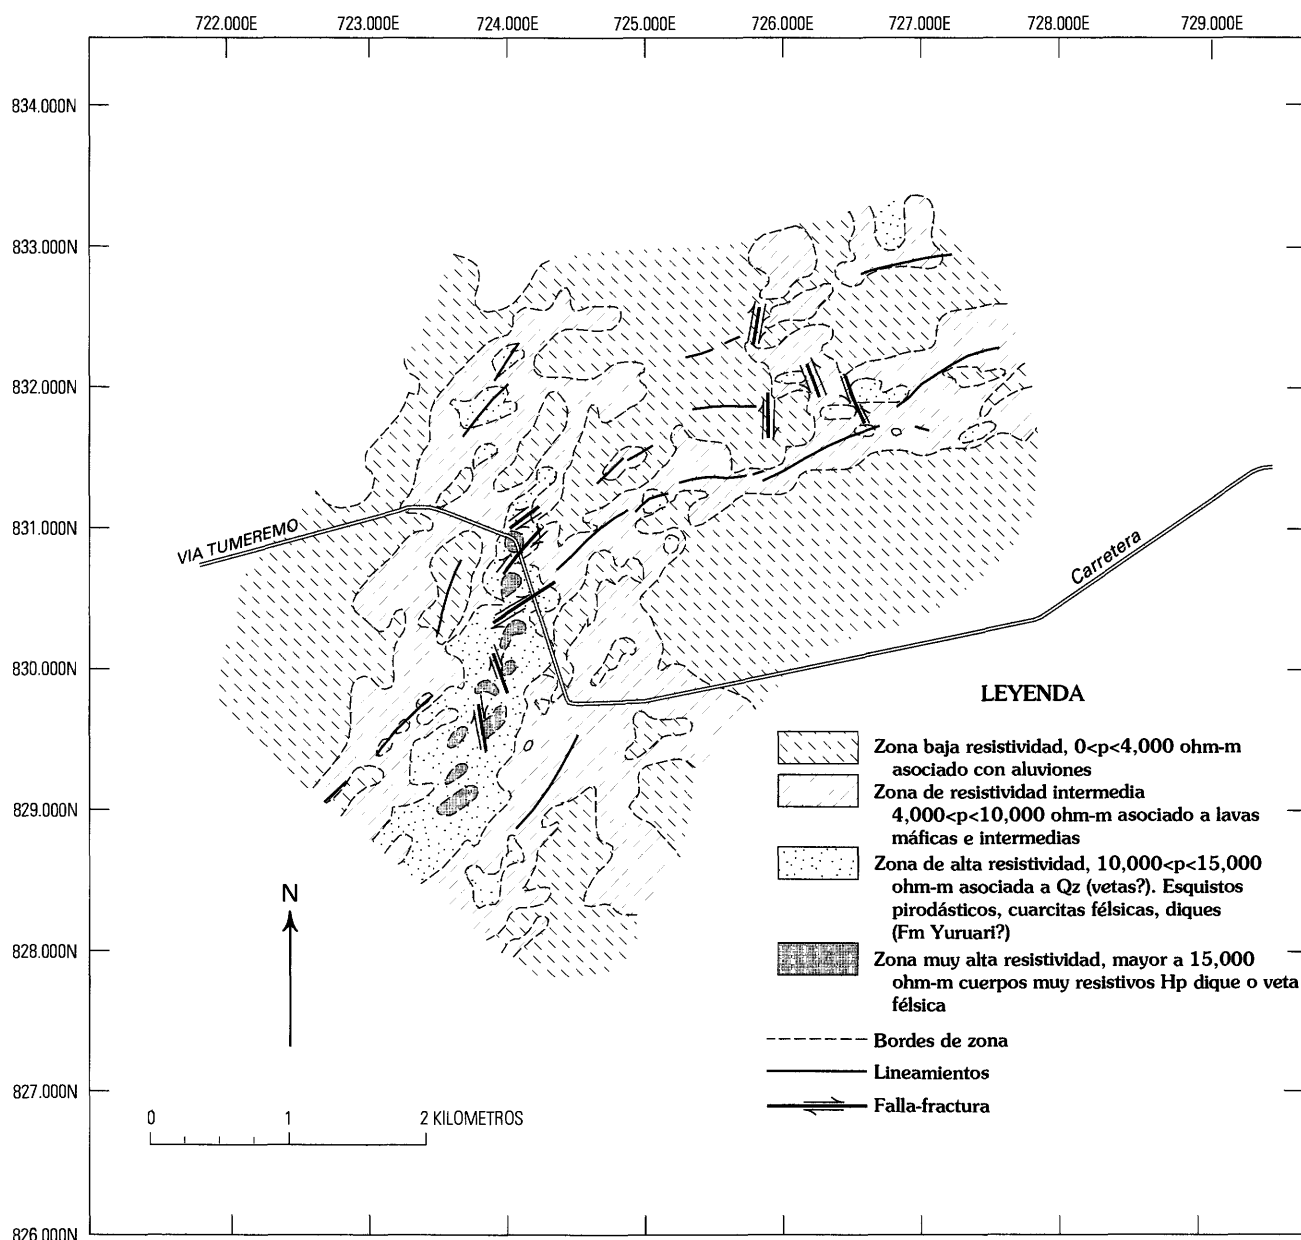 722.000E 723.000E 724.000E 725.000E 726.000E 727.000E 728.000E 729.000E
834.000N
833.000N
832.000N
831.000N
830.000N
829.000N
828.000N
827.000N
826.000N
VIA TUMEREMO
Carretera
N
0 1 2 KILOMETROS
LEYENDA
Zona baja resistividad, 0<p<4,000 ohm-m
asociado con aluviones
Zona de resistividad intermedia
4,000<p<10,000 ohm-m asociado a lavas
máficas e intermedias
Zona de alta resistividad, 10,000<p<15,000
ohm-m asociada a Qz (vetas?). Esquistos
pirodásticos, cuarcitas félsicas, diques
(Fm Yuruari?)
Zona muy alta resistividad, mayor a 15,000
ohm-m cuerpos muy resistivos Hp dique o veta
félsica
Bordes de zona
Lineamientos
Falla-fractura